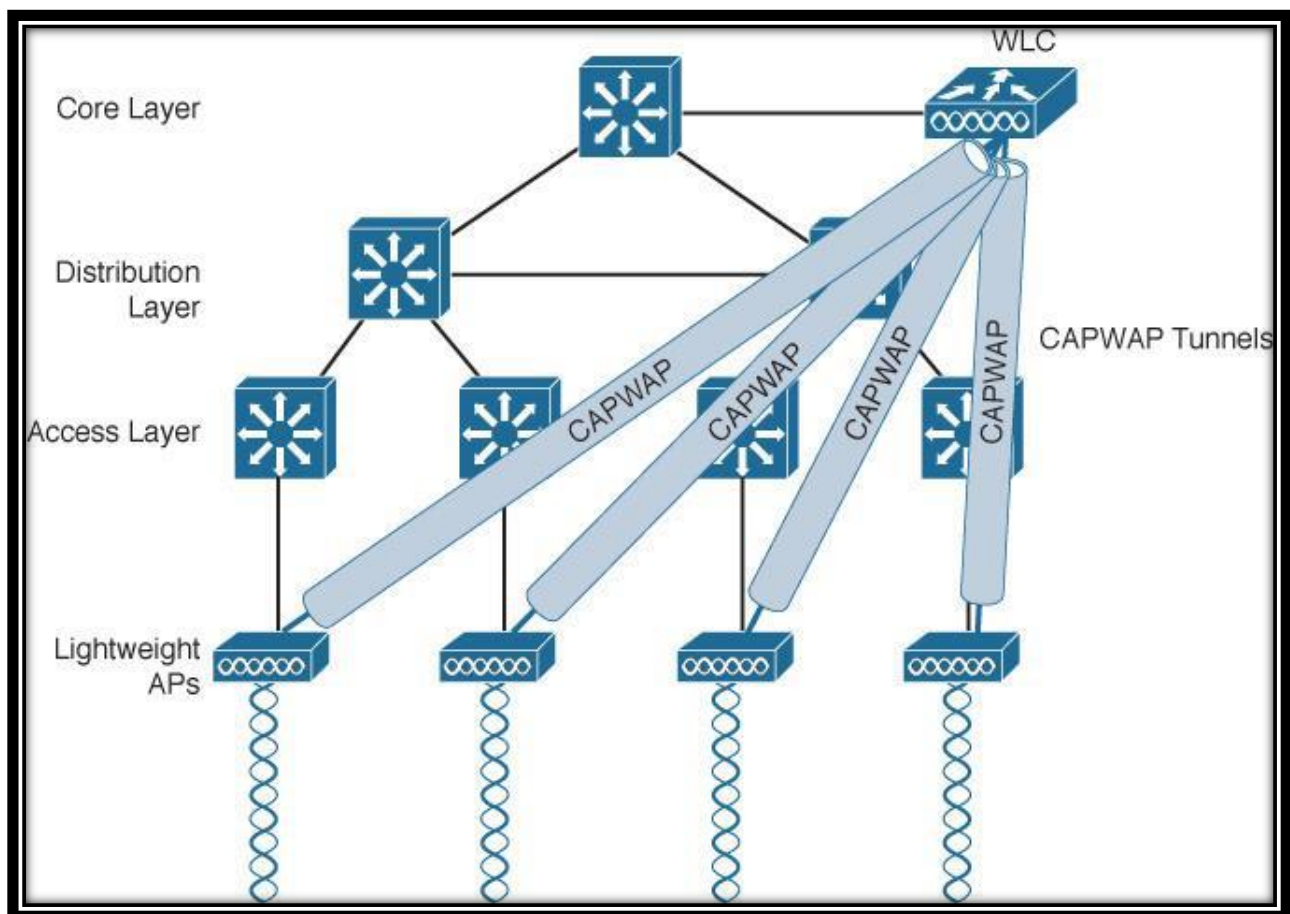 WLC
Core Layer
Distribution
Layer
CAPWAP Tunnels
CAPWAP
CAPWAP
CAPWAP
CAPWAP
Access Layer
Lightweight
APs